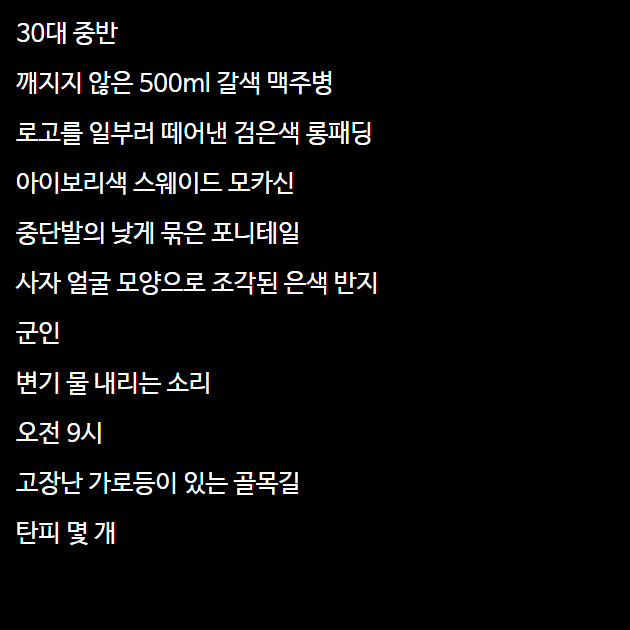 30대 중반
깨지지 않은 500ml 갈색 맥주병
로고를 일부러 떼어낸 검은색 롱패딩
아이보리색 스웨이드 모카신
중단발의 낮게 묶은 포니테일
사자 얼굴 모양으로 조각된 은색 반지
군인
변기 물 내리는 소리
오전 9시
고장난 가로등이 있는 골목길
탄피 몇 개